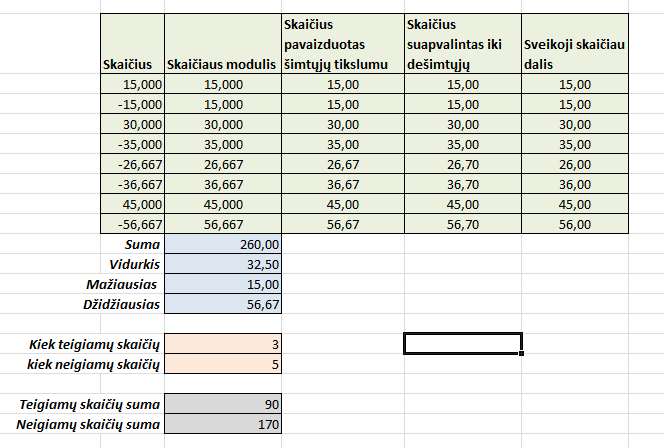 Skaičius Skaičiaus modulis Skaičius pavaizduotas šimtųjų tikslumu Skaičius suapvalintas iki dešimtųjų Sveikoji skaičiau dalis
15,000 15,000 15,00 15,00 15,00
-15,000 15,000 15,00 15,00 15,00
30,000 30,000 30,00 30,00 30,00
-35,000 35,000 35,00 35,00 35,00
-26,667 26,667 26,67 26,70 26,00
-36,667 36,667 36,67 36,70 36,00
45,000 45,000 45,00 45,00 45,00
-56,667 56,667 56,67 56,70 56,00
Suma 260,00
Vidurkis 32,50
Mažiausias 15,00
Džidžiausias 56,67
Kiek teigiamų skaičių 3
kiek neigiamų skaičių 5
Teigiamų skaičių suma 90
Neigiamų skaičių suma 170